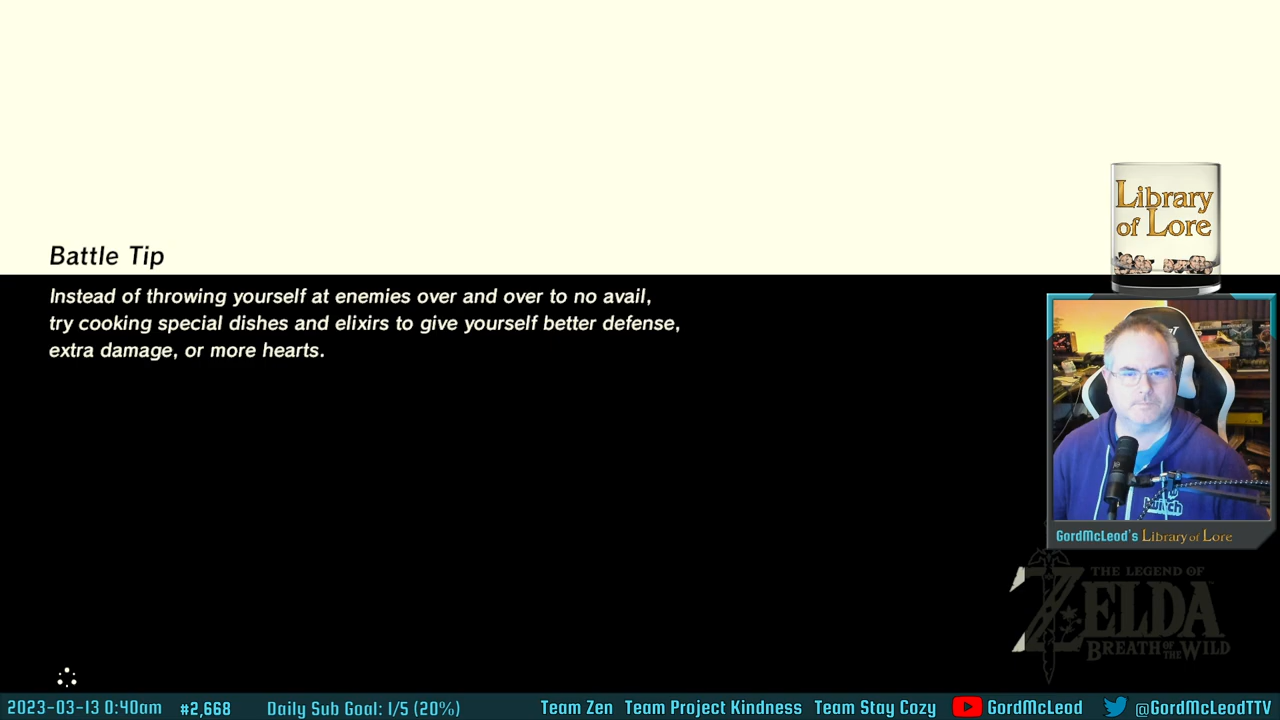 Battle Tip
Instead of throwing yourself at enemies over and over to no avail,
try cooking special dishes and elixirs to give yourself better defense,
extra damage, or more hearts.
Library
of Lore
twitch
GordMcLeod's Library of Lore
THE LEGEND OF
ZELDA
BREATH OF THE WILD
2023-03-13 0:40am #2,668 Daily Sub Goal: 1/5 (20%) Team Zen Team Project Kindness Team Stay Cozy GordMcLeod @GordMcLeodTTV